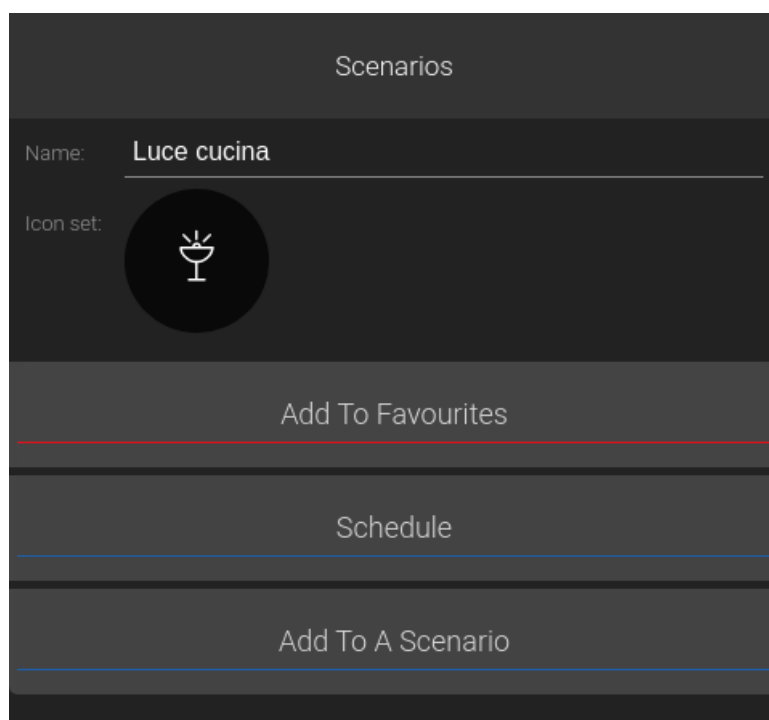 Scenarios
Name: Luce cucina
Icon set:
Add To Favourites
Schedule
Add To A Scenario